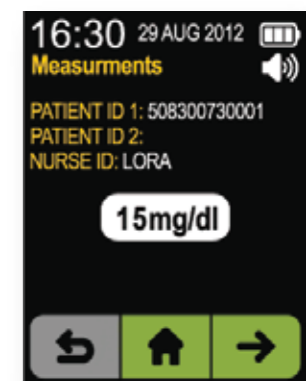 16:30 29 AUG 2012
Measurments
PATIENT ID 1: 508300730001
PATIENT ID 2:
NURSE ID: LORA
15mg/dl